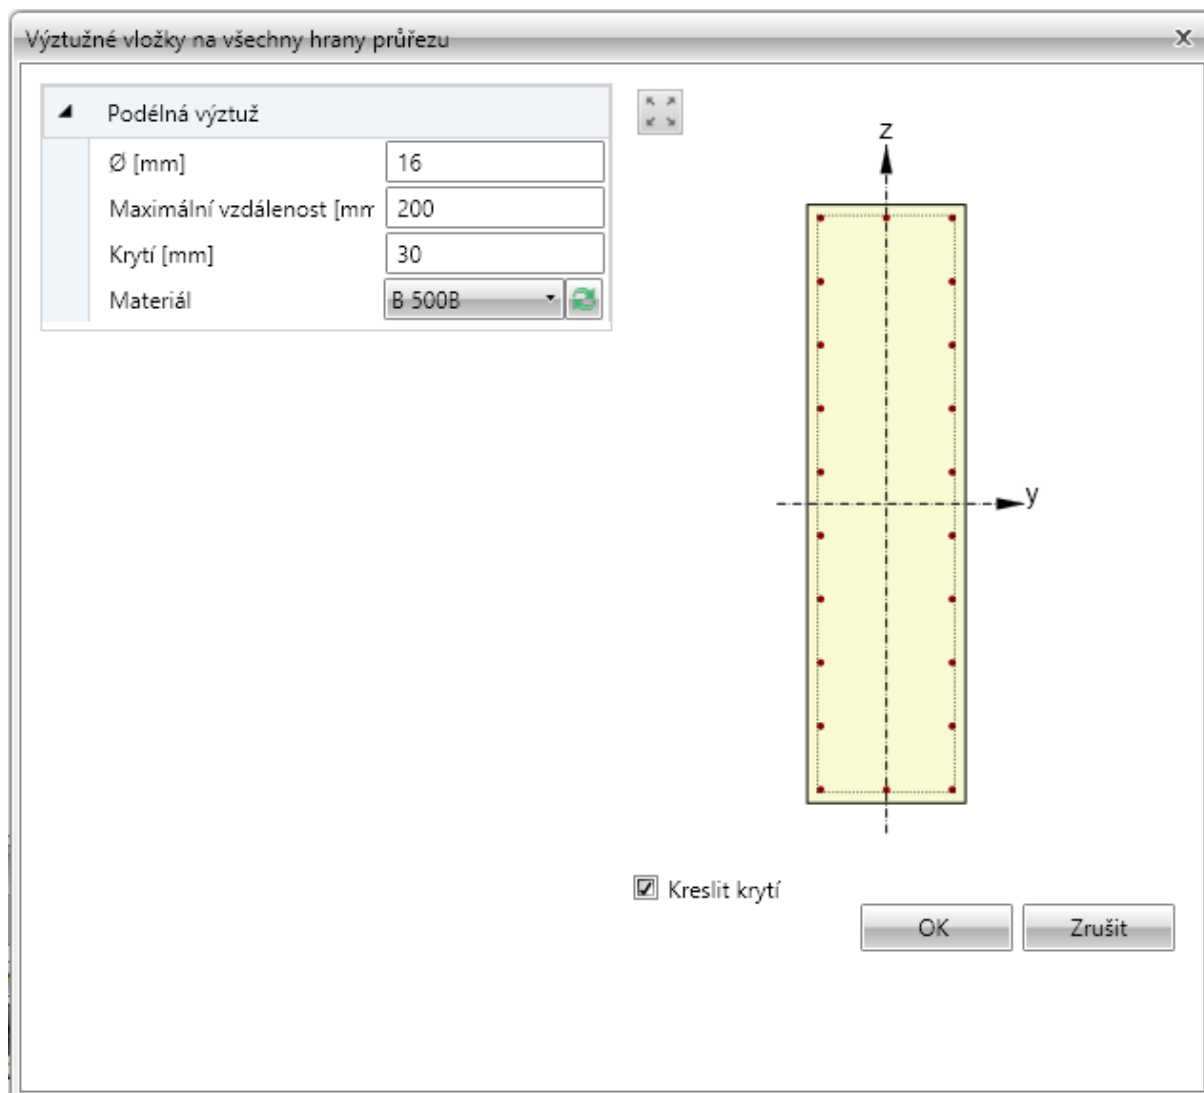 Výztužné vložky na všechny hrany průřezu
Podélná výztuž
Ø [mm] 16
Maximální vzdálenost [mm 200
Krytí [mm] 30
Materiál B 500B
z
y
Kreslit krytí
OK Zrušit